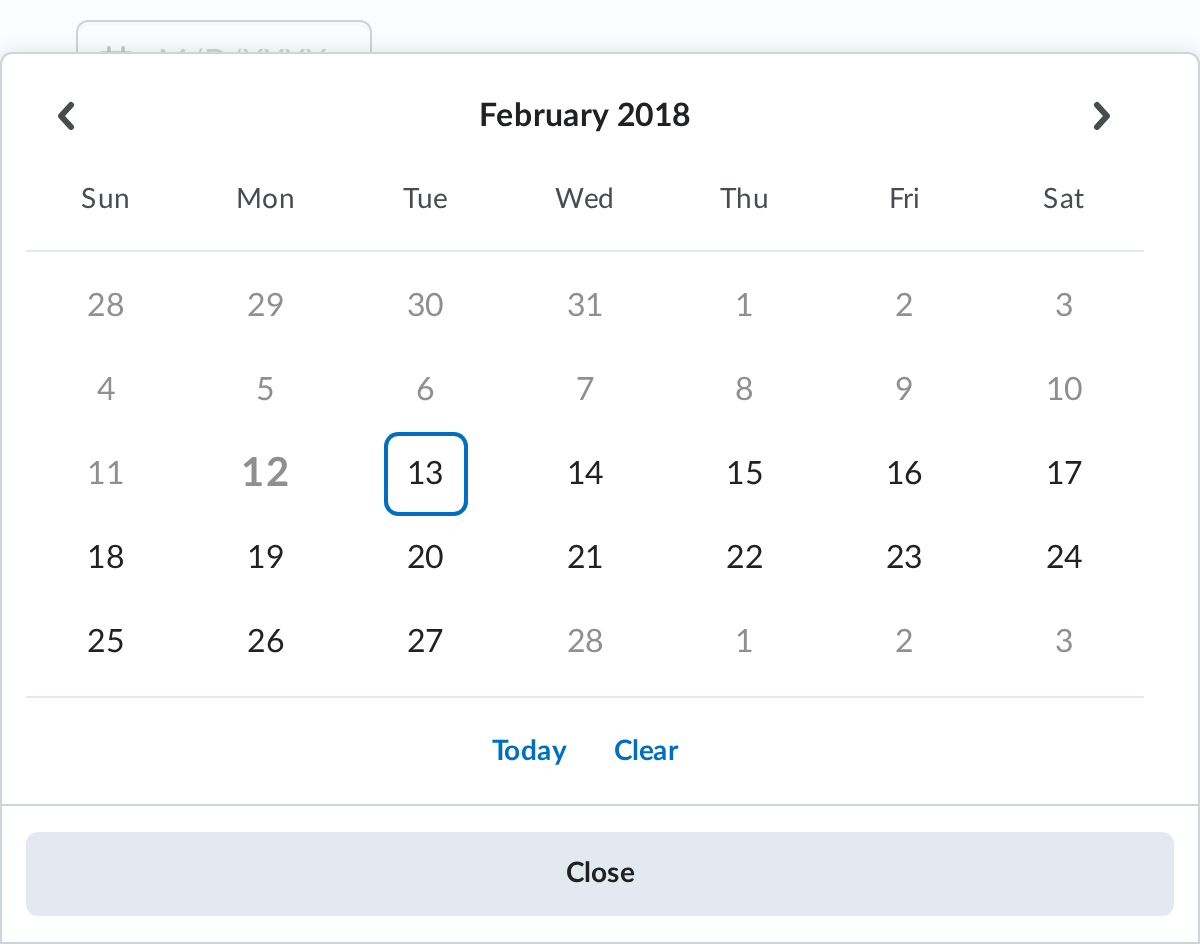 February 2018
Sun Mon Tue Wed Thu Fri Sat
28 29 30 31 1 2 3
4 5 6 7 8 9 10
11 12 13 14 15 16 17
18 19 20 21 22 23 24
25 26 27 28 1 2 3
Today Clear
Close